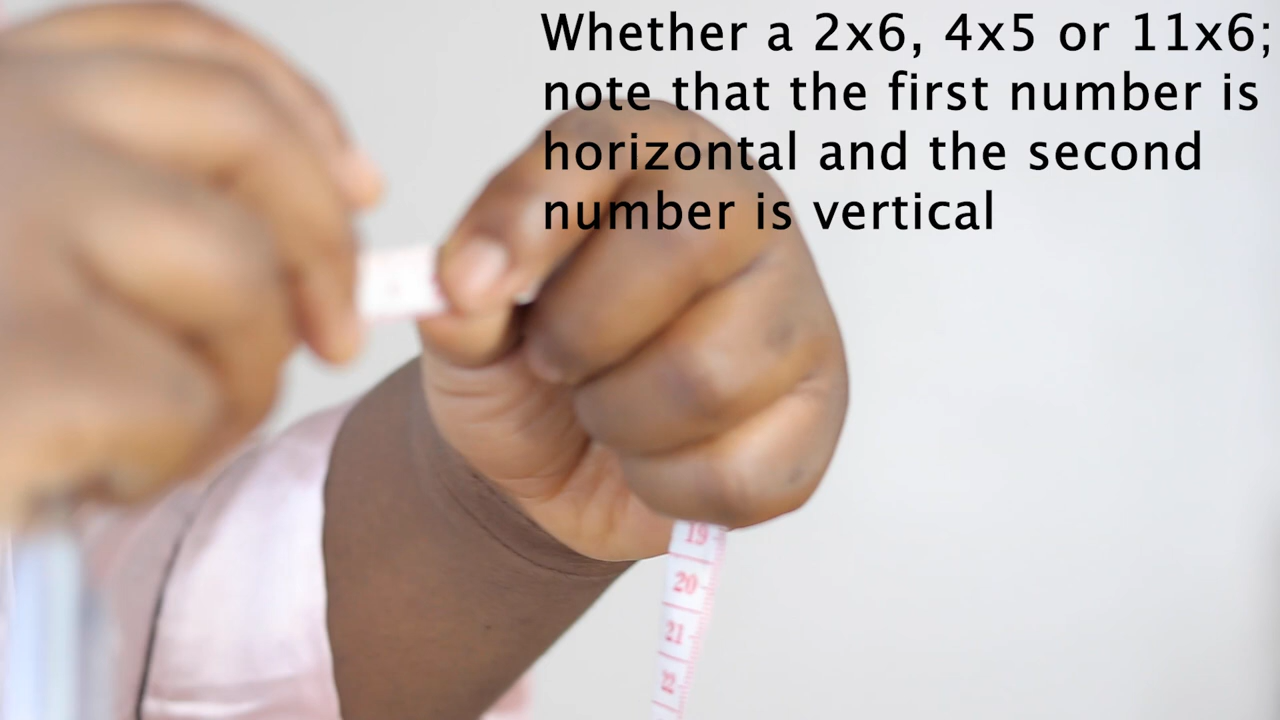 Whether a 2x6, 4x5 or 11x6;
note that the first number is
horizontal and the second
number is vertical
19
20
21
22